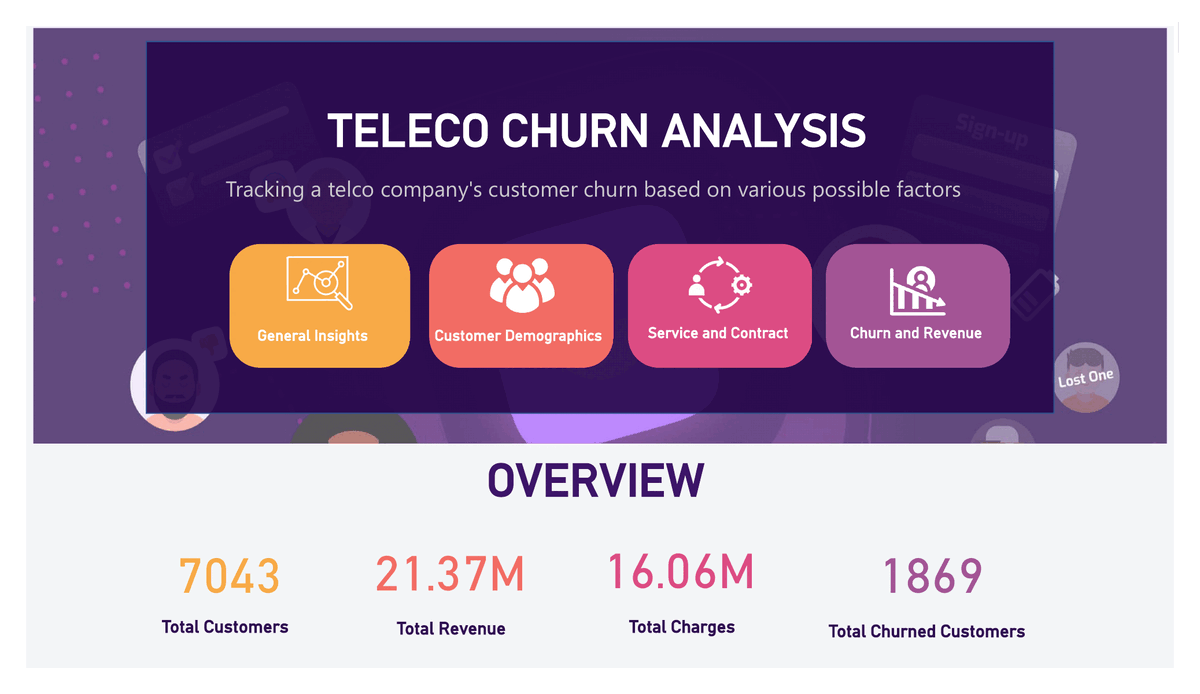 Sign-up
TELECO CHURN ANALYSIS
Tracking a telco company's customer churn based on various possible factors
General Insights
Customer Demographics
Service and Contract
Churn and Revenue
Lost One
OVERVIEW
7043
21.37M
16.06M
1869
Total Customers
Total Revenue
Total Charges
Total Churned Customers